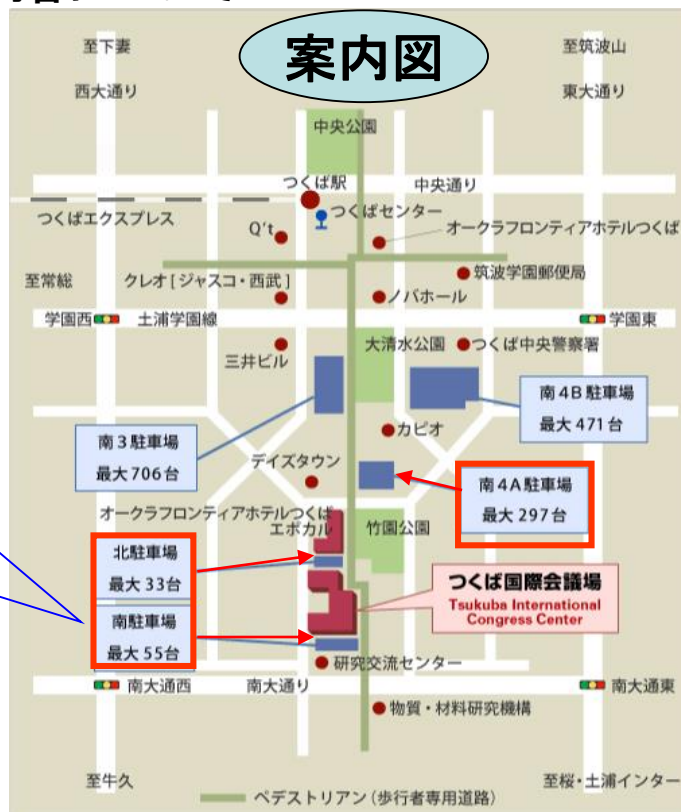 案内図
至下妻
至筑波山
西大通り
東大通り
中央公園
つくば駅
中央通り
つくばエクスプレス
つくばセンター
Q't
オークラフロンティアホテルつくば
筑波学園郵便局
至常総
クレオ[ジャスコ・西武]
ノバホール
学園西
土浦学園線
学園東
三井ビル
大清水公園
つくば中央警察署
南4B駐車場
最大471台
南3駐車場
最大706台
カピオ
デイズタウン
南4A駐車場
最大297台
オークラフロンティアホテルつくば
エポカル
竹園公園
北駐車場
最大33台
つくば国際会議場
Tsukuba International
Congress Center
南駐車場
最大55台
研究交流センター
南大通西
南大通り
南大通東
物質・材料研究機構
至牛久
至桜・土浦インター
ペデストリアン(歩行者専用道路)